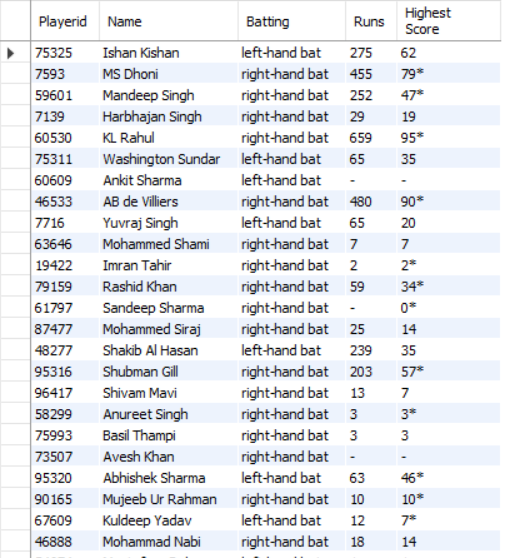 Playerid Name Batting Runs Highest Score
75325 Ishan Kishan left-hand bat 275 62
7593 MS Dhoni right-hand bat 455 79*
59601 Mandeep Singh right-hand bat 252 47*
7139 Harbhajan Singh right-hand bat 29 19
60530 KL Rahul right-hand bat 659 95*
75311 Washington Sundar left-hand bat 65 35
60609 Ankit Sharma left-hand bat - -
46533 AB de Villiers right-hand bat 480 90*
7716 Yuvraj Singh left-hand bat 65 20
63646 Mohammed Shami right-hand bat 7 7
19422 Imran Tahir right-hand bat 2 2*
79159 Rashid Khan right-hand bat 59 34*
61797 Sandeep Sharma right-hand bat - 0*
87477 Mohammed Siraj right-hand bat 25 14
48277 Shakib Al Hasan left-hand bat 239 35
95316 Shubman Gill right-hand bat 203 57*
96417 Shivam Mavi right-hand bat 13 7
58299 Anureet Singh right-hand bat 3 3*
75993 Basil Thampi right-hand bat 3 3
73507 Avesh Khan right-hand bat - -
95320 Abhishek Sharma left-hand bat 63 46*
90165 Mujeeb Ur Rahman right-hand bat 10 10*
67609 Kuldeep Yadav left-hand bat 12 7*
46888 Mohammad Nabi right-hand bat 18 14